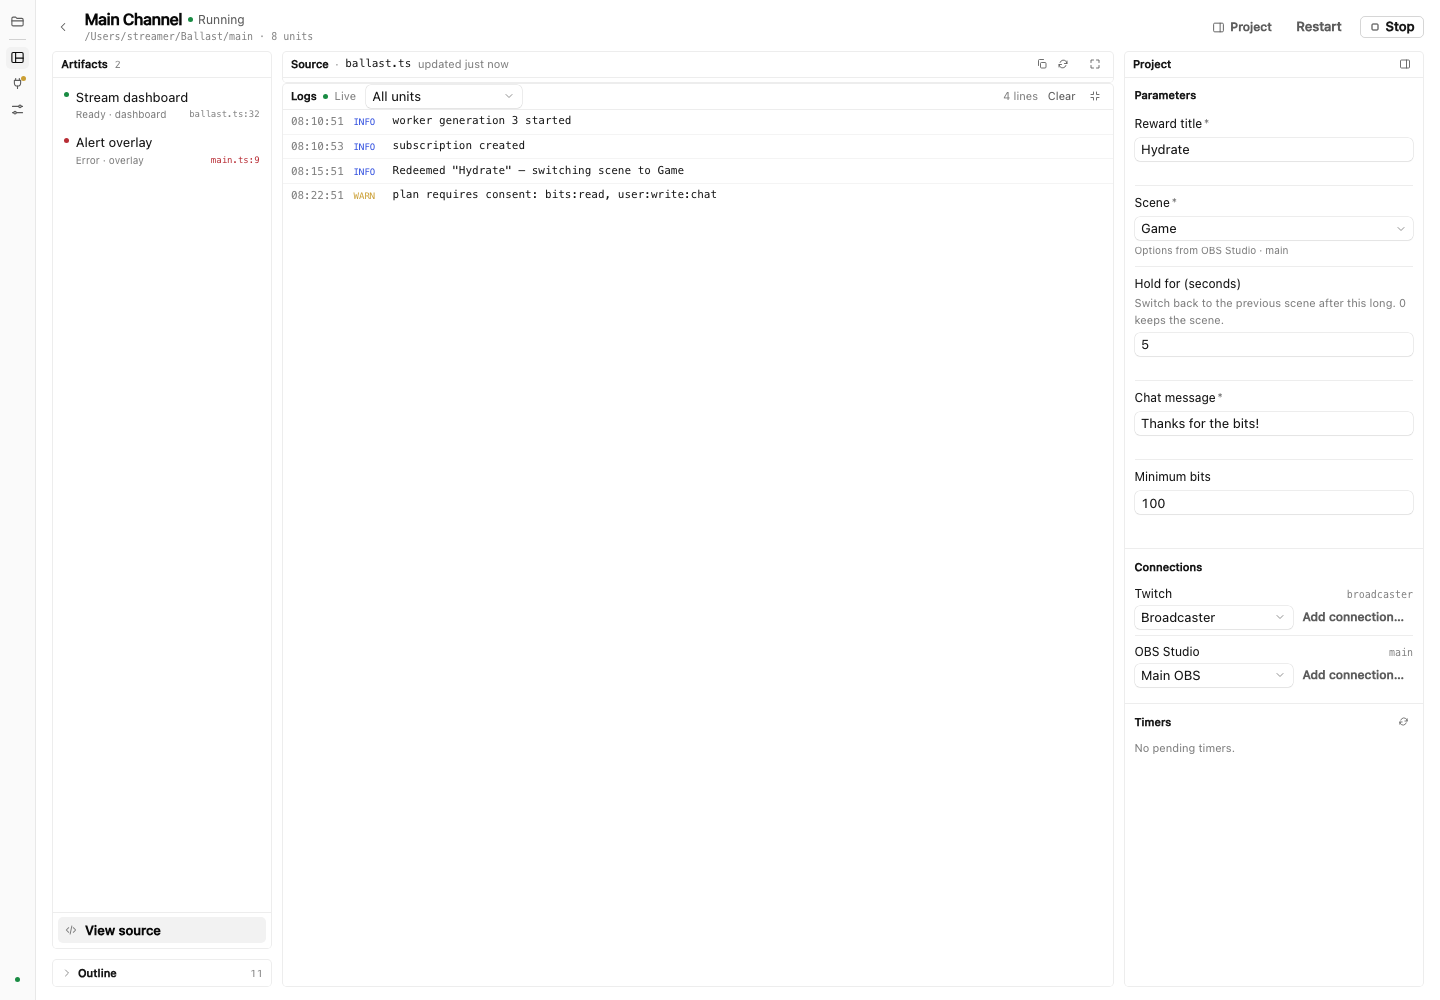 Main Channel Running
/Users/streamer/Ballast/main · 8 units
Project
Restart
Stop
Artifacts 2
Stream dashboard
Ready · dashboard ballast.ts:32
Alert overlay
Error · overlay main.ts:9
View source
Outline 11
Source · ballast.ts updated just now
Logs Live All units 4 lines Clear
08:10:51 INFO worker generation 3 started
08:10:53 INFO subscription created
08:15:51 INFO Redeemed "Hydrate" — switching scene to Game
08:22:51 WARN plan requires consent: bits:read, user:write:chat
Project
Parameters
Reward title*
Hydrate
Scene*
Game
Options from OBS Studio · main
Hold for (seconds)
Switch back to the previous scene after this long. 0
keeps the scene.
5
Chat message*
Thanks for the bits!
Minimum bits
100
Connections
Twitch broadcaster
Broadcaster Add connection...
OBS Studio main
Main OBS Add connection...
Timers
No pending timers.